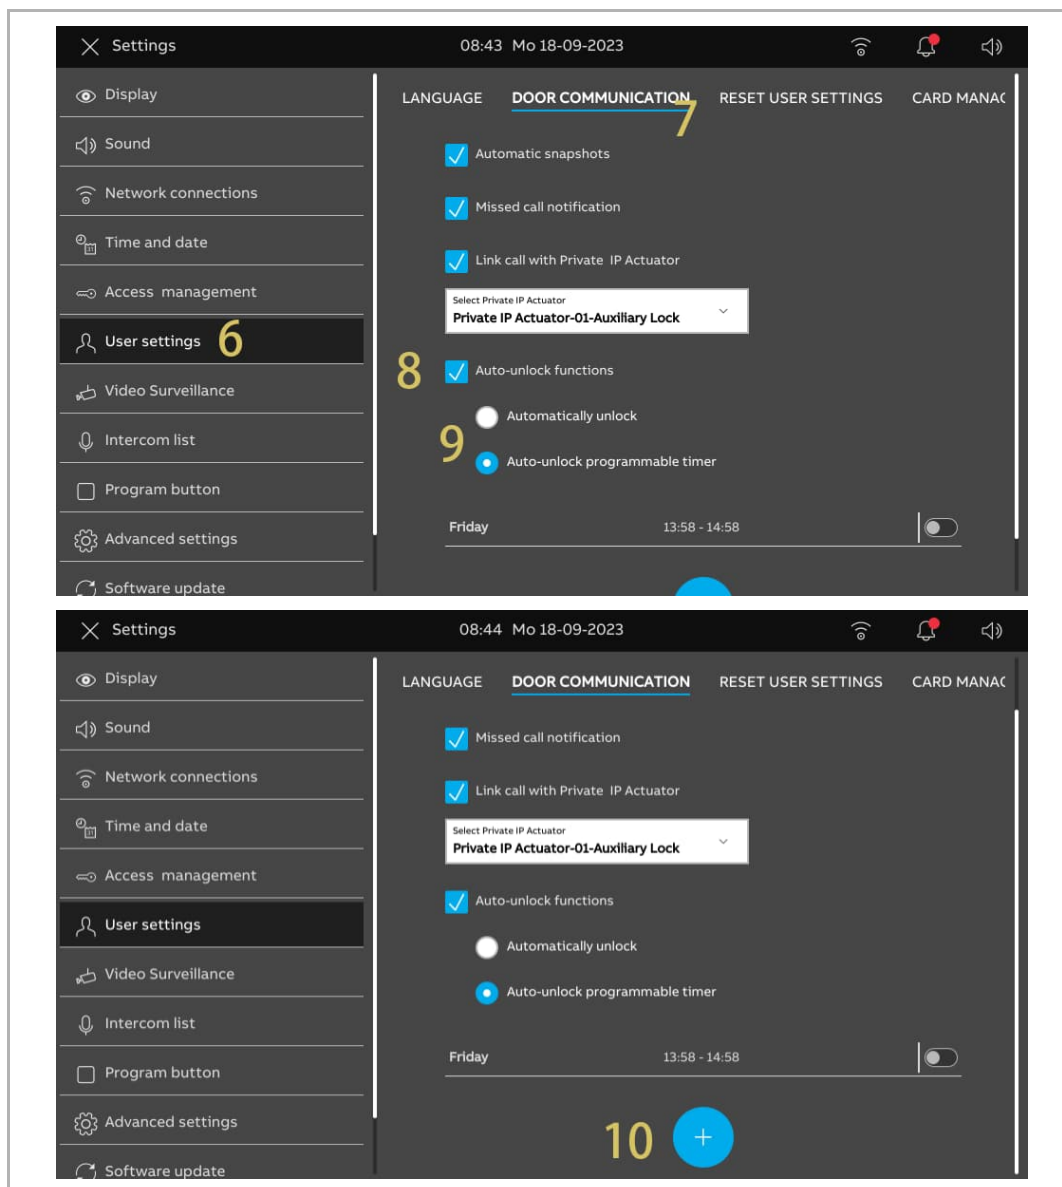 Settings
08:43 Mo 18-09-2023
Display
Sound
Network connections
Time and date
Access management
User settings 6
Video Surveillance
Intercom list
Program button
Advanced settings
Software update
LANGUAGE DOOR COMMUNICATION RESET USER SETTINGS CARD MANAC
7
Automatic snapshots
Missed call notification
Link call with Private IP Actuator
Select Private IP Actuator
Private IP Actuator-01-Auxiliary Lock
8 Auto-unlock functions
Automatically unlock
9
Auto-unlock programmable timer
Friday 13:58 - 14:58
Settings
08:44 Mo 18-09-2023
Display
Sound
Network connections
Time and date
Access management
User settings
Video Surveillance
Intercom list
Program button
Advanced settings
Software update
LANGUAGE DOOR COMMUNICATION RESET USER SETTINGS CARD MANAC
Missed call notification
Link call with Private IP Actuator
Select Private IP Actuator
Private IP Actuator-01-Auxiliary Lock
Auto-unlock functions
Automatically unlock
Auto-unlock programmable timer
Friday 13:58 - 14:58
10 +